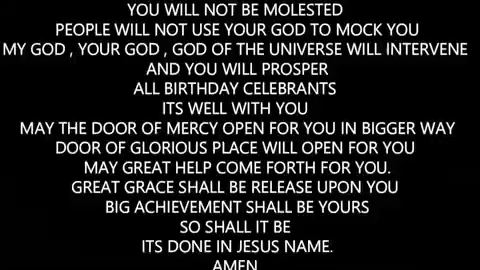 YOU WILL NOT BE MOLESTED
PEOPLE WILL NOT USE YOUR GOD TO MOCK YOU
MY GOD , YOUR GOD , GOD OF THE UNIVERSE WILL INTERVENE
AND YOU WILL PROSPER
ALL BIRTHDAY CELEBRANTS
ITS WELL WITH YOU
MAY THE DOOR OF MERCY OPEN FOR YOU IN BIGGER WAY
DOOR OF GLORIOUS PLACE WILL OPEN FOR YOU
MAY GREAT HELP COME FORTH FOR YOU.
GREAT GRACE SHALL BE RELEASE UPON YOU
BIG ACHIEVEMENT SHALL BE YOURS
SO SHALL IT BE
ITS DONE IN JESUS NAME.
AMEN